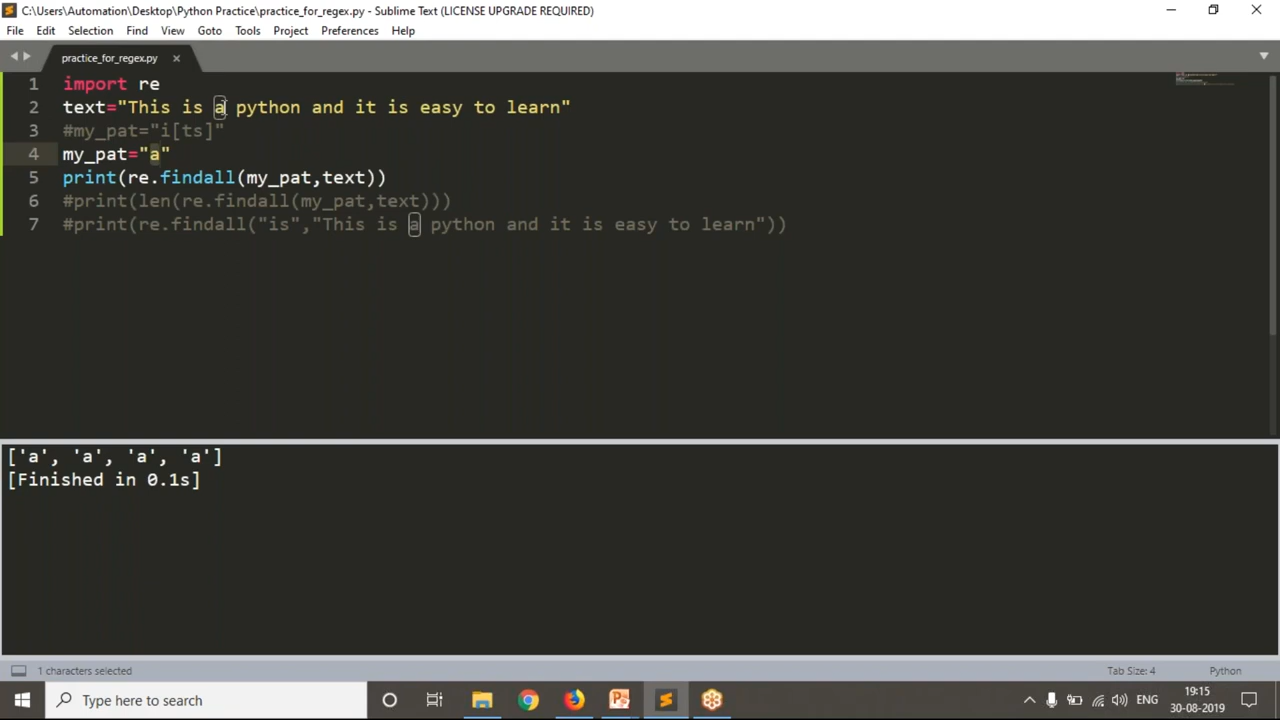 C:\Users\Automation\Desktop\Python Practice\practice_for_regex.py - Sublime Text (LICENSE UPGRADE REQUIRED)
File Edit Selection Find View Goto Tools Project Preferences Help
practice_for_regex.py
1 import re
2 text="This is a python and it is easy to learn"
3 #my_pat="i[ts]"
4 my_pat="a"
5 print(re.findall(my_pat,text))
6 #print(len(re.findall(my_pat,text)))
7 #print(re.findall("is","This is a python and it is easy to learn"))
['a', 'a', 'a', 'a']
[Finished in 0.1s]
1 characters selected Tab Size: 4 Python
Type here to search ENG 19:15
30-08-2019